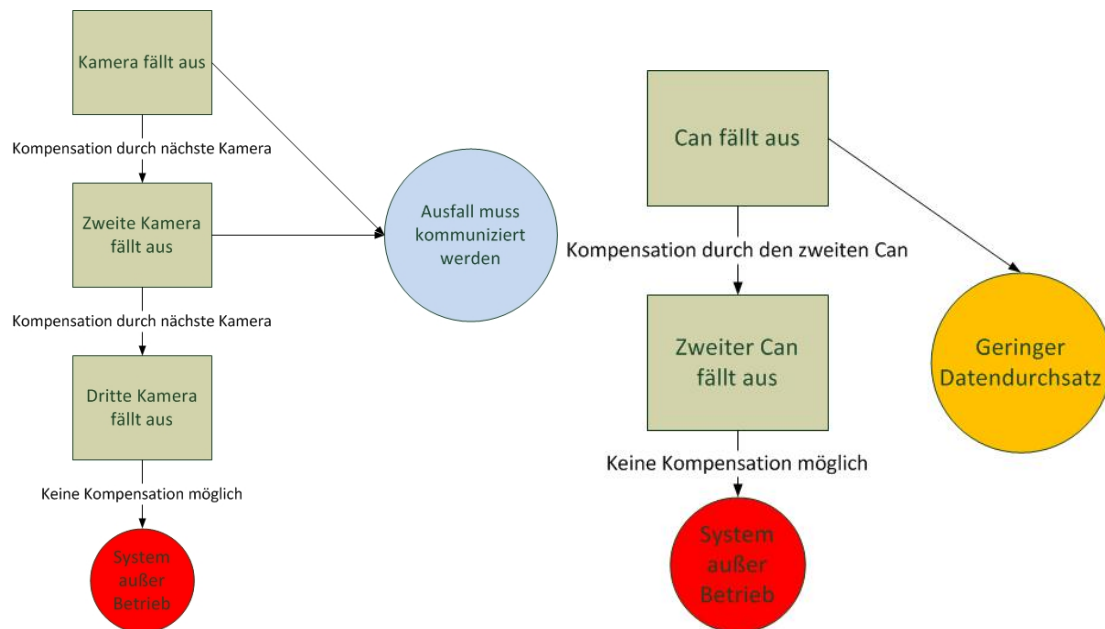 Kamera fällt aus
Kompensation durch nächste Kamera
Zweite Kamera
fällt aus
Kompensation durch nächste Kamera
Dritte Kamera
fällt aus
Keine Kompensation möglich
System
außer
Betrieb
Ausfall muss
kommuniziert
werden
Can fällt aus
Kompensation durch den zweiten Can
Zweiter Can
fällt aus
Keine Kompensation möglich
System
außer
Betrieb
Geringer
Datendurchsatz